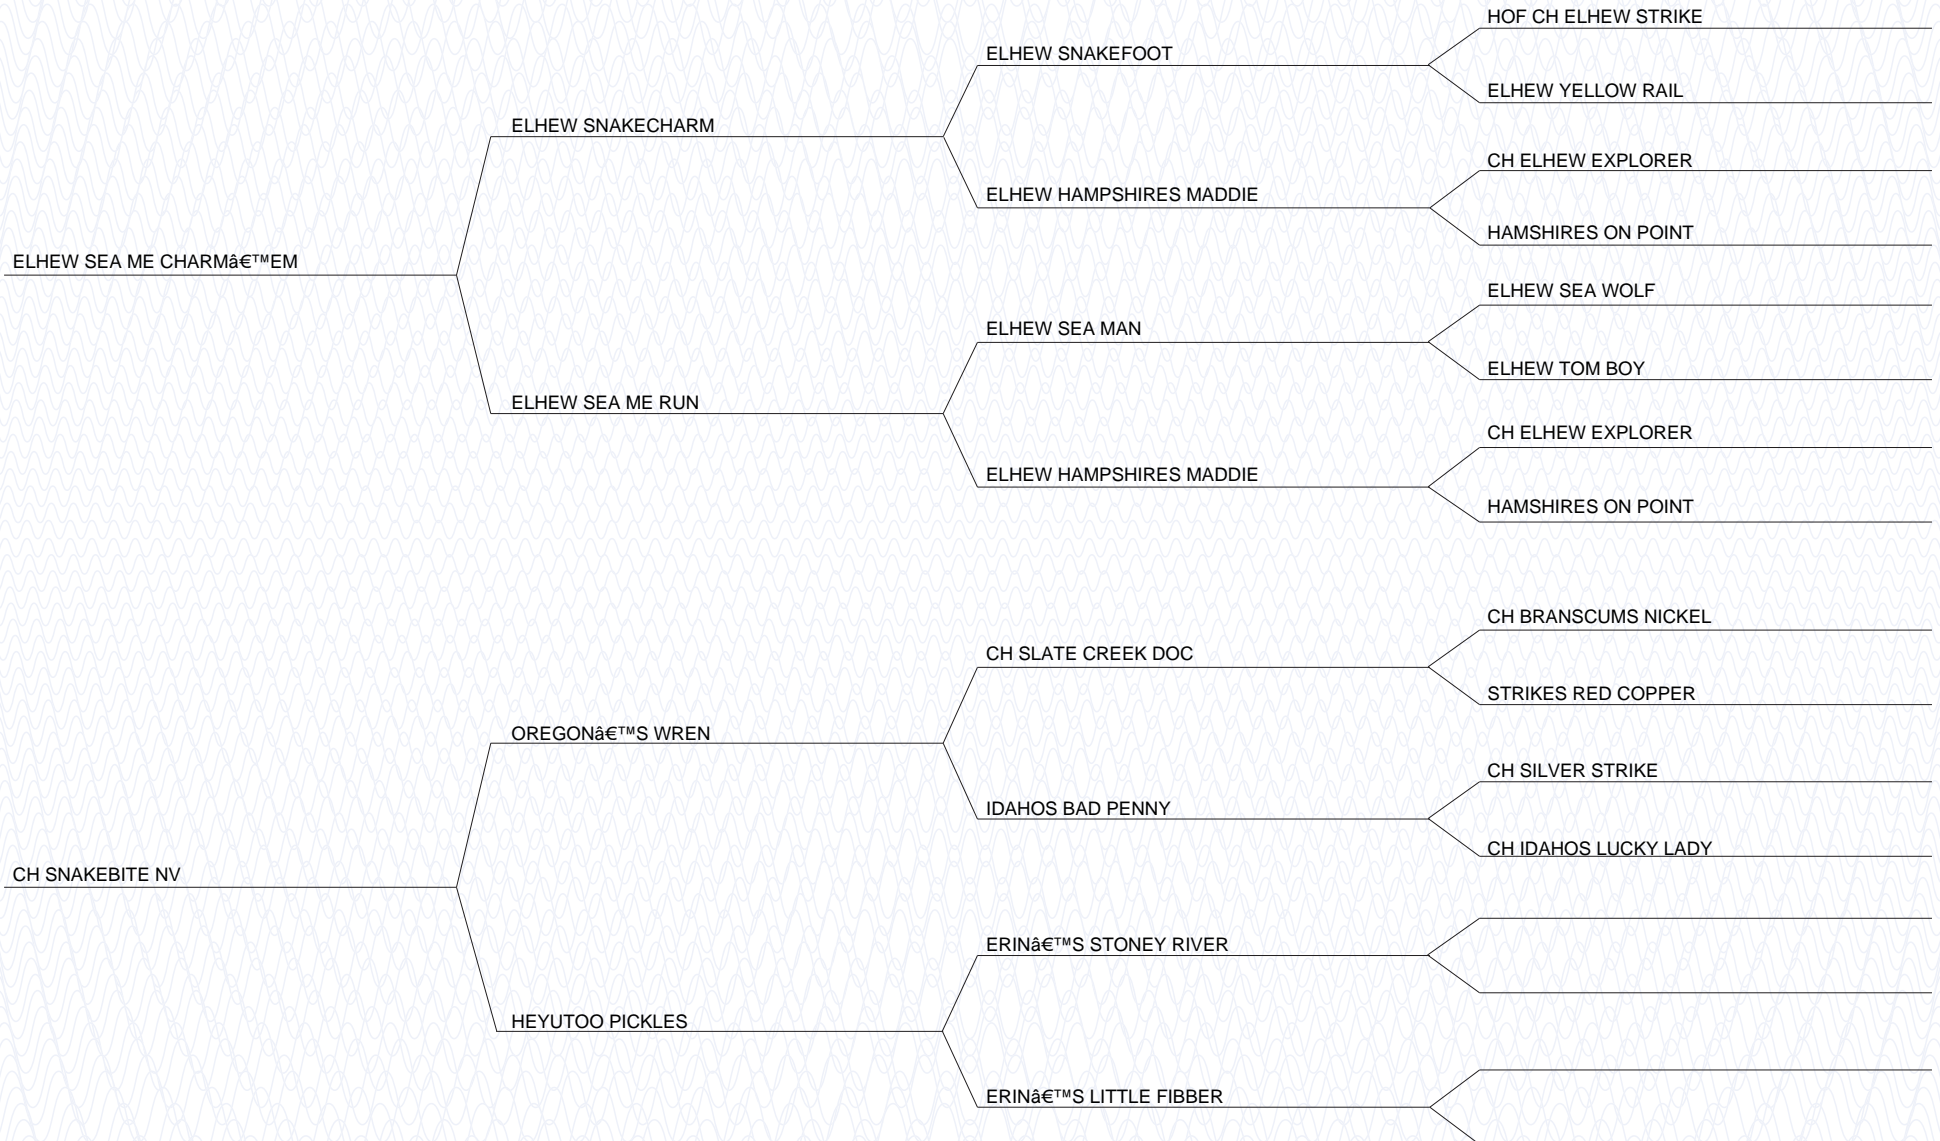 HOF CH ELHEW STRIKE
ELHEW SNAKEFOOT
ELHEW YELLOW RAIL
ELHEW SNAKECHARM
CH ELHEW EXPLORER
ELHEW HAMPSHIRES MADDIE
HAMSHIRES ON POINT
ELHEW SEA ME CHARMâ€™EM
ELHEW SEA WOLF
ELHEW SEA MAN
ELHEW TOM BOY
ELHEW SEA ME RUN
CH ELHEW EXPLORER
ELHEW HAMPSHIRES MADDIE
HAMSHIRES ON POINT
CH BRANSCUMS NICKEL
CH SLATE CREEK DOC
STRIKES RED COPPER
OREGONâ€™S WREN
CH SILVER STRIKE
IDAHOS BAD PENNY
CH IDAHOS LUCKY LADY
CH SNAKEBITE NV
ERINâ€™S STONEY RIVER
HEYUTOO PICKLES
ERINâ€™S LITTLE FIBBER